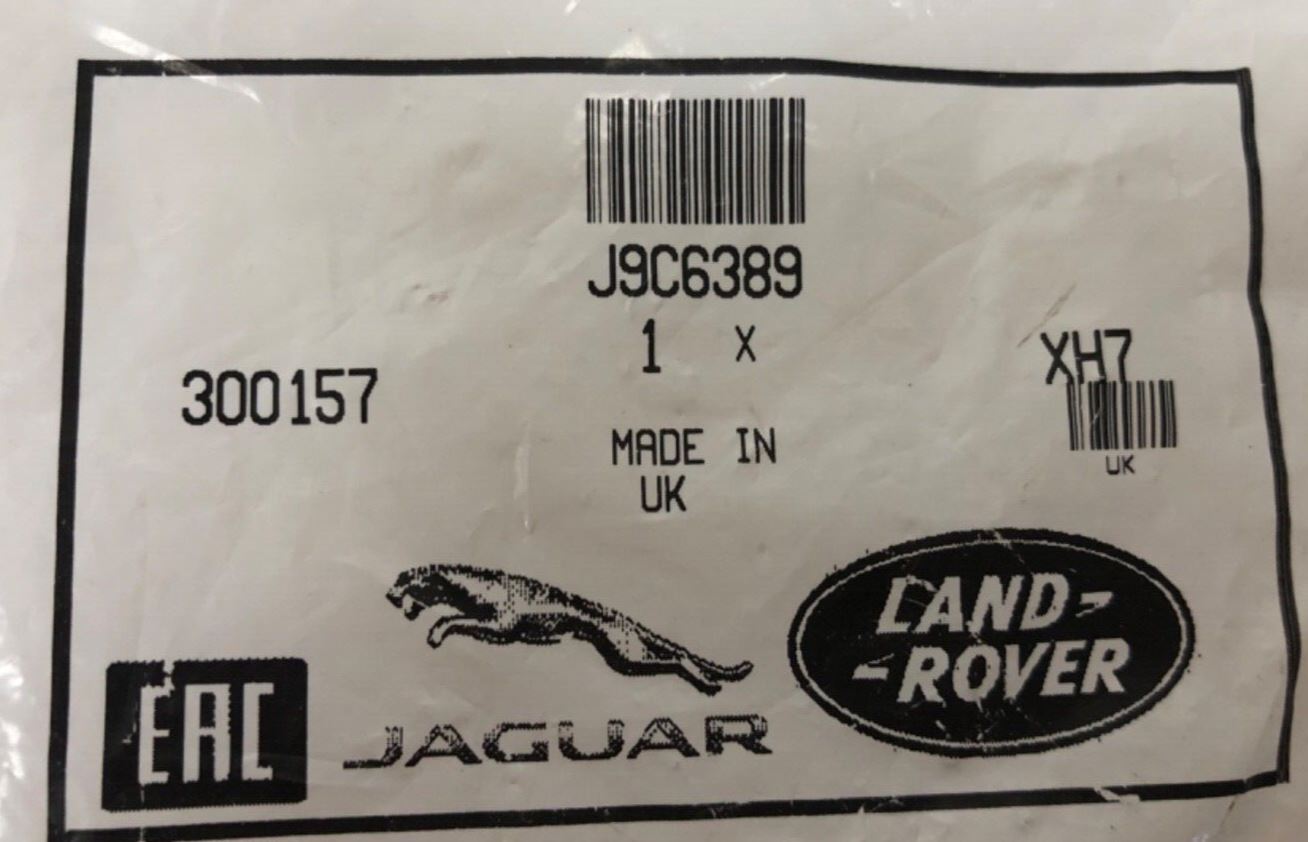 J9C6389
1 X
300157
XH7
MADE IN
UK
UK
LAND-
-ROVER
EAC
JAGUAR